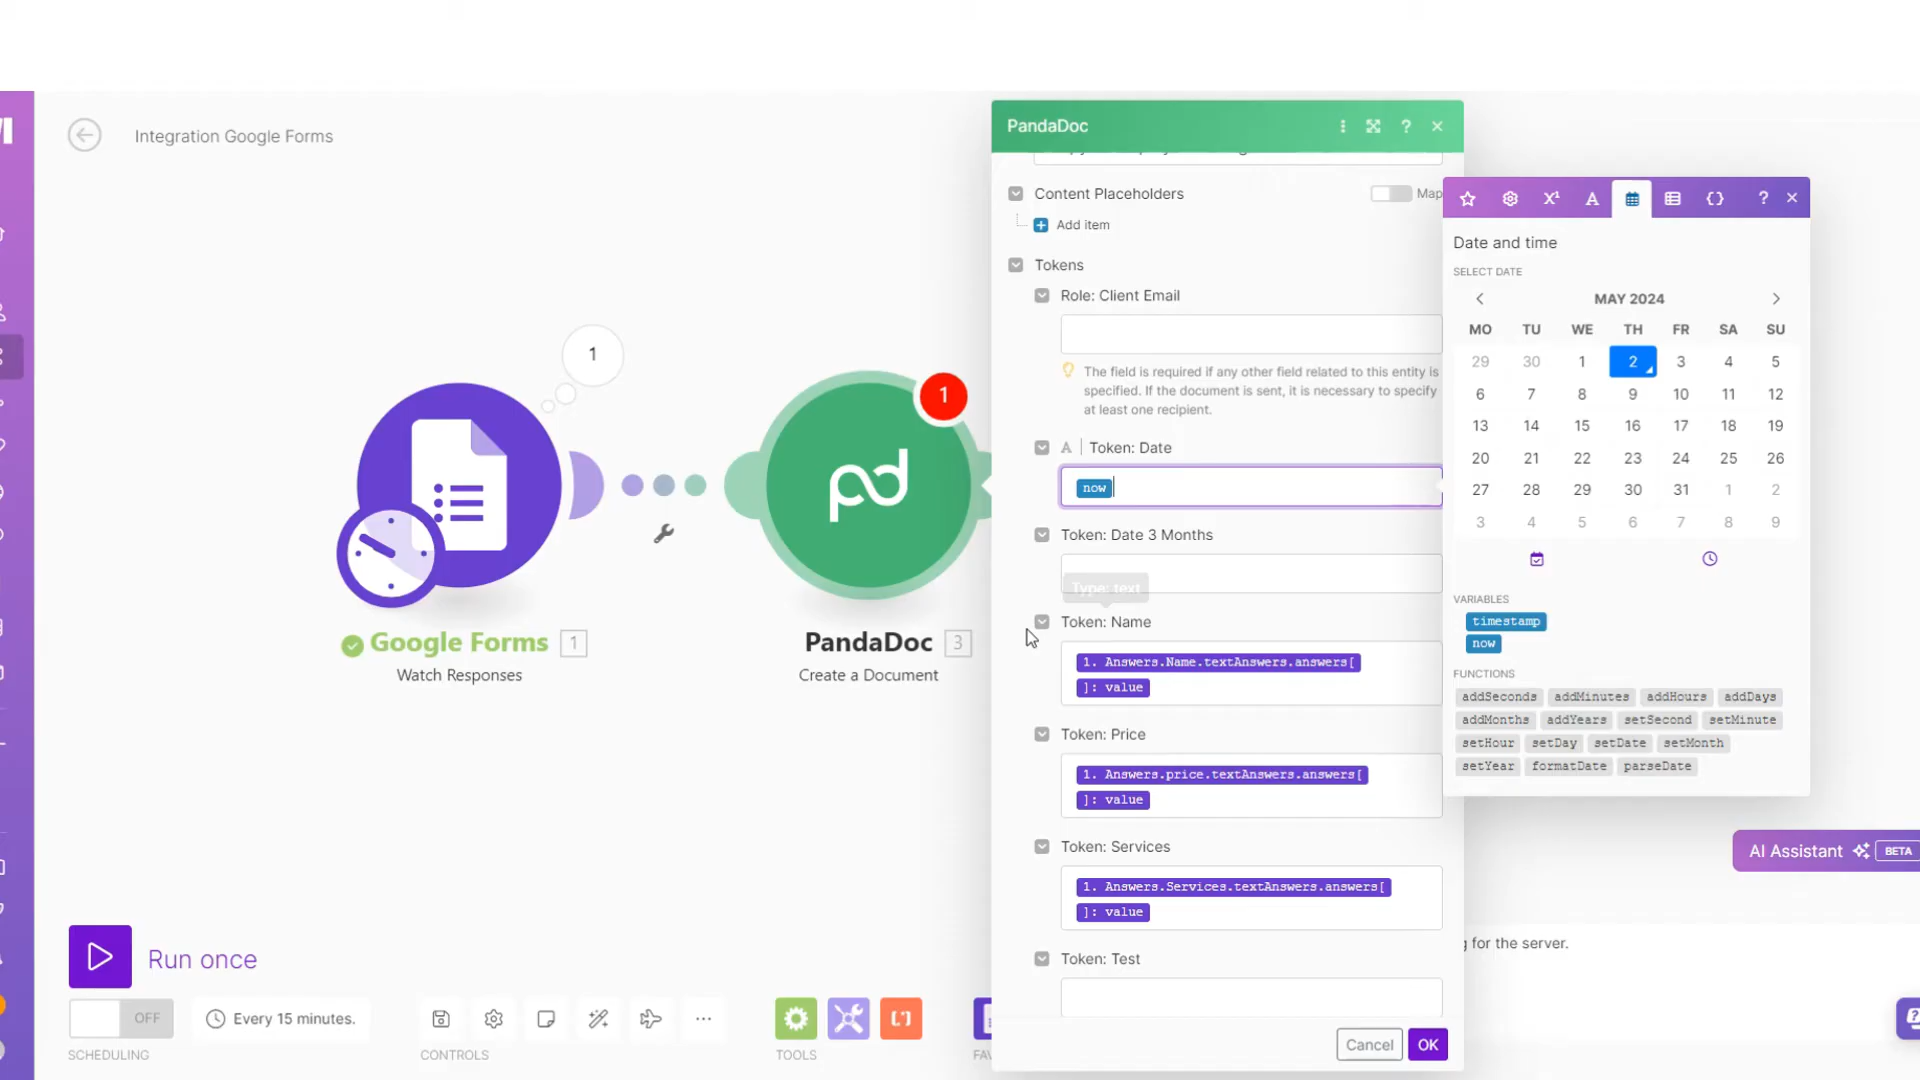 Integration Google Forms
1
1
Google Forms 1
Watch Responses
PandaDoc 3
Create a Document
Run once
OFF
Every 15 minutes.
SCHEDULING
CONTROLS
TOOLS
PandaDoc
?
Content Placeholders
Map
Add item
Tokens
Role: Client Email
The field is required if any other field related to this entity is
specified. If the document is sent, it is necessary to specify
at least one recipient.
A Token: Date
now
Token: Date 3 Months
Type: text
Token: Name
1. Answers.Name.textAnswers.answers[
]: value
Token: Price
1. Answers.price.textAnswers.answers[
]: value
Token: Services
1. Answers.Services.textAnswers.answers[
]: value
Token: Test
Cancel OK
X¹ A {} ?
Date and time
SELECT DATE
MAY 2024
MO TU WE TH FR SA SU
29 30 1 2 3 4 5
6 7 8 9 10 11 12
13 14 15 16 17 18 19
20 21 22 23 24 25 26
27 28 29 30 31 1 2
3 4 5 6 7 8 9
VARIABLES
timestamp
now
FUNCTIONS
addSeconds addMinutes addHours addDays
addMonths addYears setSecond setMinute
setHour setDay setDate setMonth
setYear formatDate parseDate
AI Assistant BETA
g for the server.